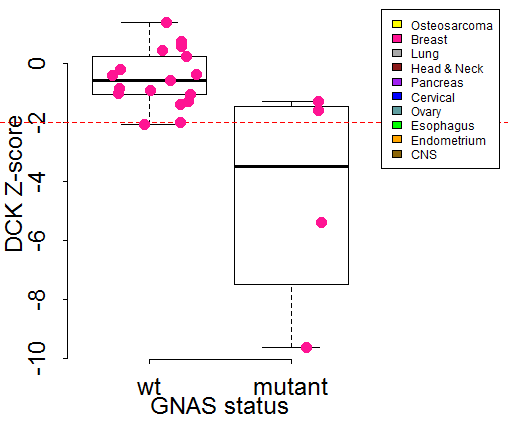 Osteosarcoma
Breast
Lung
Head & Neck
Pancreas
Cervical
Ovary
Esophagus
Endometrium
CNS
DCK Z-score
0
-2
-4
-6
-8
-10
wt
mutant
GNAS status